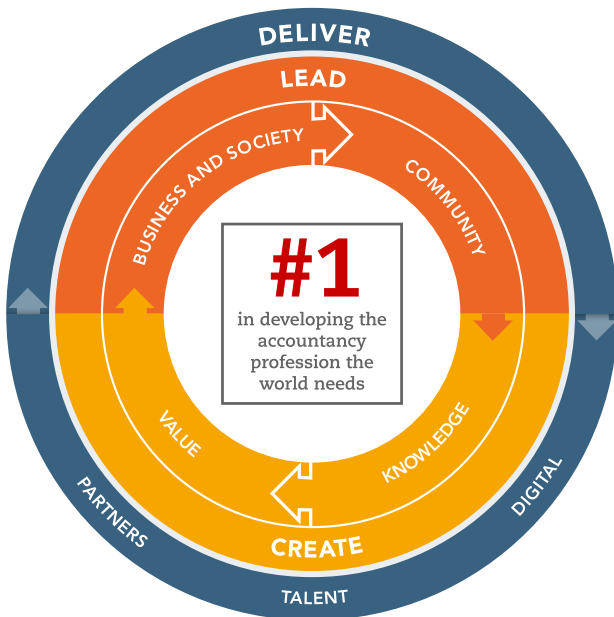 DELIVER
LEAD
BUSINESS AND SOCIETY
COMMUNITY
#1
in developing the
accountancy
profession the
world needs
VALUE
KNOWLEDGE
CREATE
PARTNERS
TALENT
DIGITAL